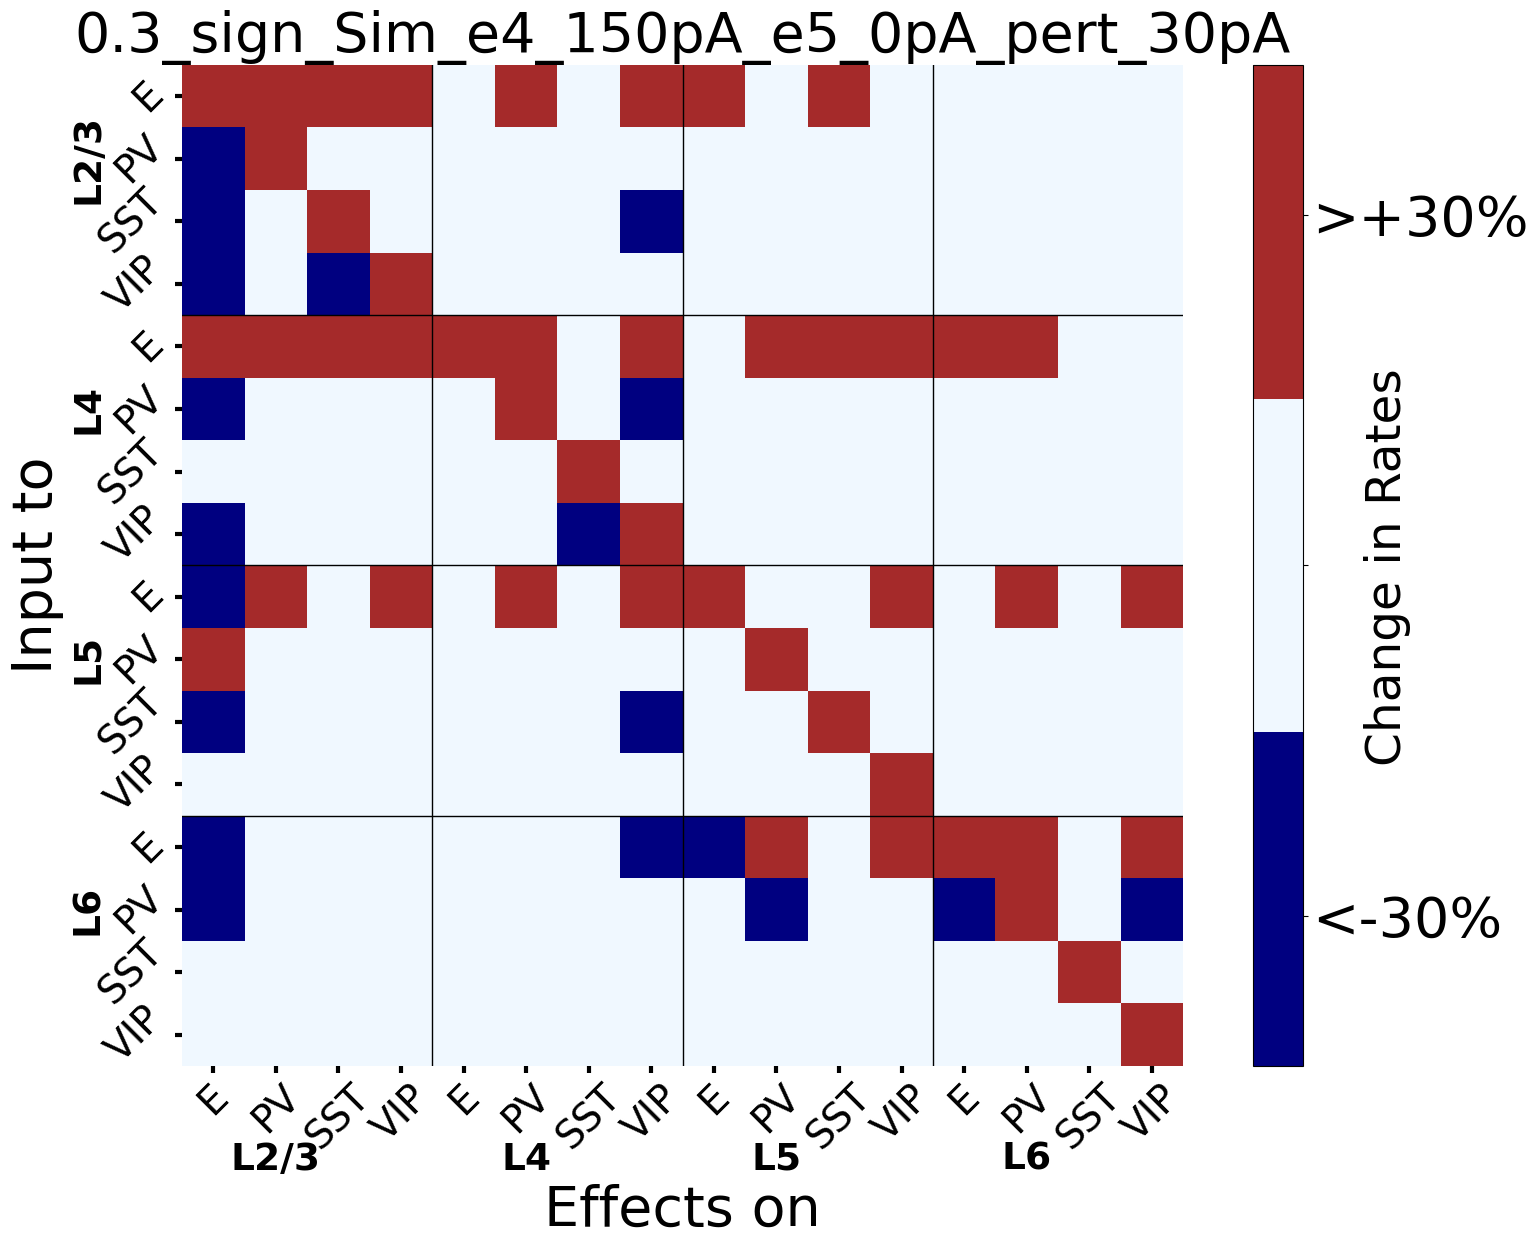 0.3_sign_Sim_e4_150pA_e5_0pA_pert_30pA
Input to
L2/3
E
PV
SST
VIP
L4
E
PV
SST
VIP
L5
E
PV
SST
VIP
L6
E
PV
SST
VIP
E PV SST VIP E PV SST VIP E PV SST VIP E PV SST VIP
L2/3 L4 L5 L6
Effects on
>+30%
<-30%
Change in Rates